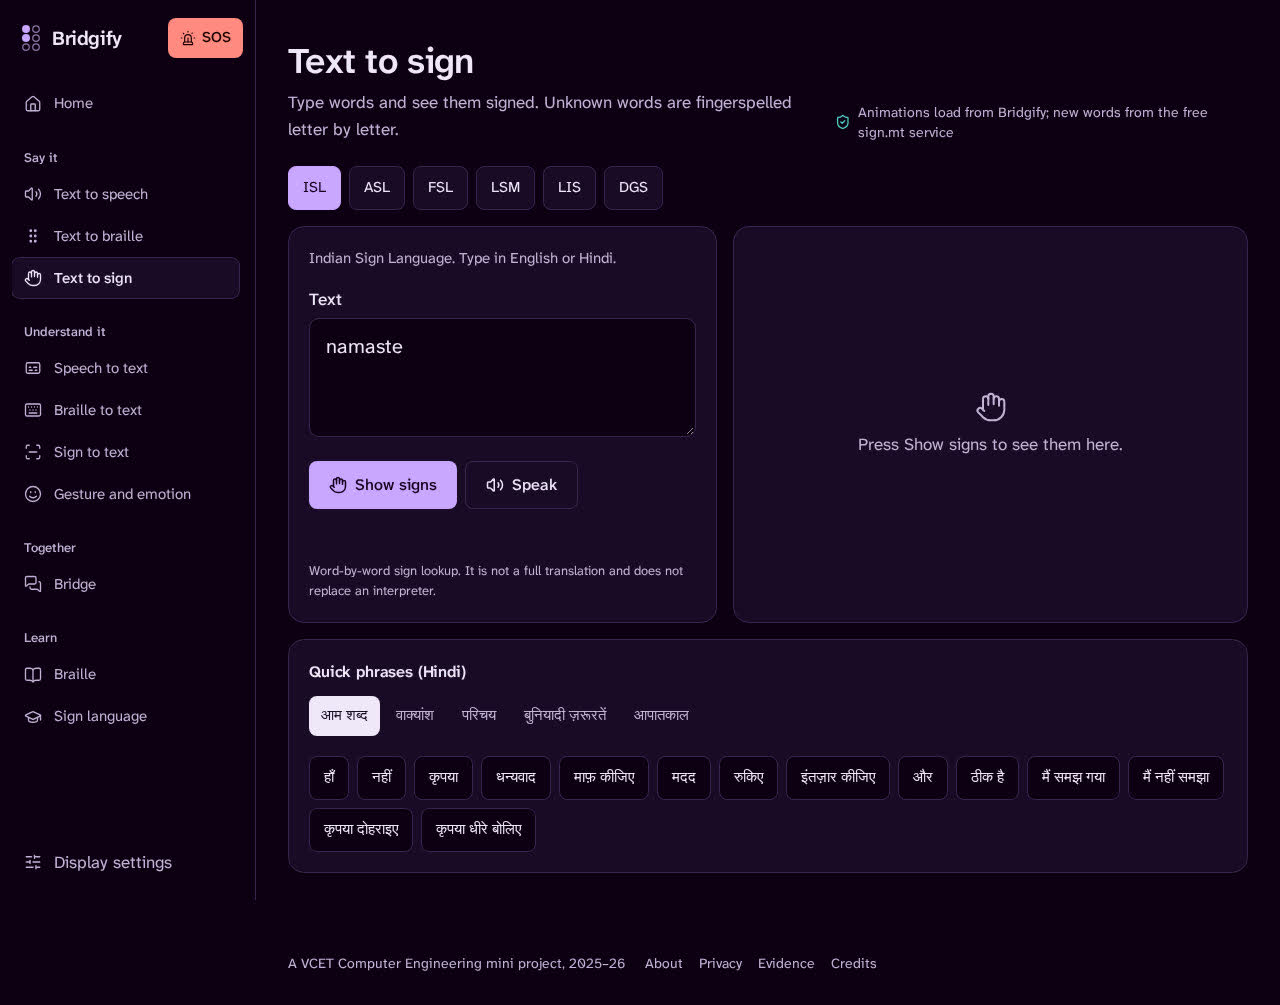 Bridgify
SOS
Home
Say it
Text to speech
Text to braille
Text to sign
Understand it
Speech to text
Braille to text
Sign to text
Gesture and emotion
Together
Bridge
Learn
Braille
Sign language
Display settings
Text to sign
Type words and see them signed. Unknown words are fingerspelled
letter by letter.
Animations load from Bridgify; new words from the free
sign.mt service
ISL ASL FSL LSM LIS DGS
Indian Sign Language. Type in English or Hindi.
Text
namaste
Show signs Speak
Word-by-word sign lookup. It is not a full translation and does not
replace an interpreter.
Press Show signs to see them here.
Quick phrases (Hindi)
आम शब्द वाक्यांश परिचय बुनियादी ज़रूरतें आपातकाल
हाँ नहीं कृपया धन्यवाद माफ़ कीजिए मदद रुकिए इंतज़ार कीजिए और ठीक है मैं समझ गया मैं नहीं समझा
कृपया दोहराइए कृपया धीरे बोलिए
A VCET Computer Engineering mini project, 2025–26 About Privacy Evidence Credits